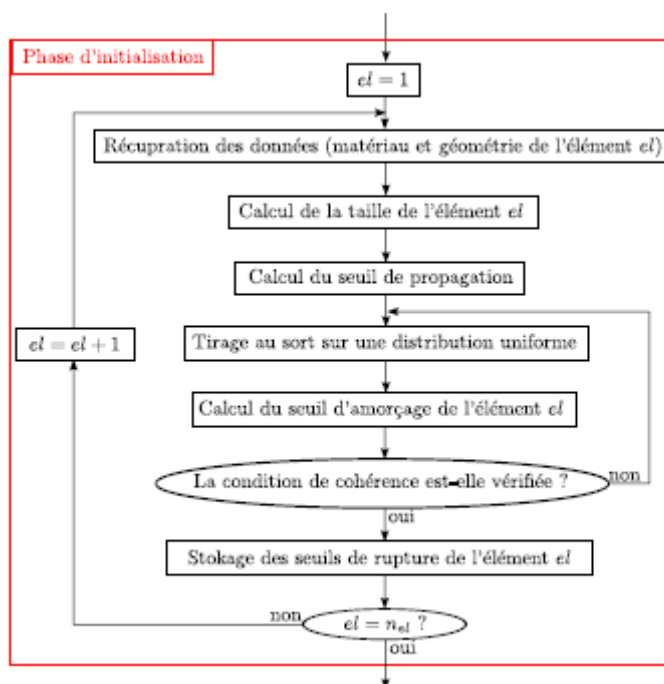 Phase d'initialisation
el = 1
Récupration des données (matériau et géométrie de l'élément el)
Calcul de la taille de l'élément el
Calcul du seuil de propagation
Tirage au sort sur une distribution uniforme
el = el + 1
Calcul du seuil d'amorçage de l'élément el
La condition de cohérence est-elle vérifiée ?
non
oui
Stokage des seuils de rupture de l'élément el
non
el = n_el ?
oui